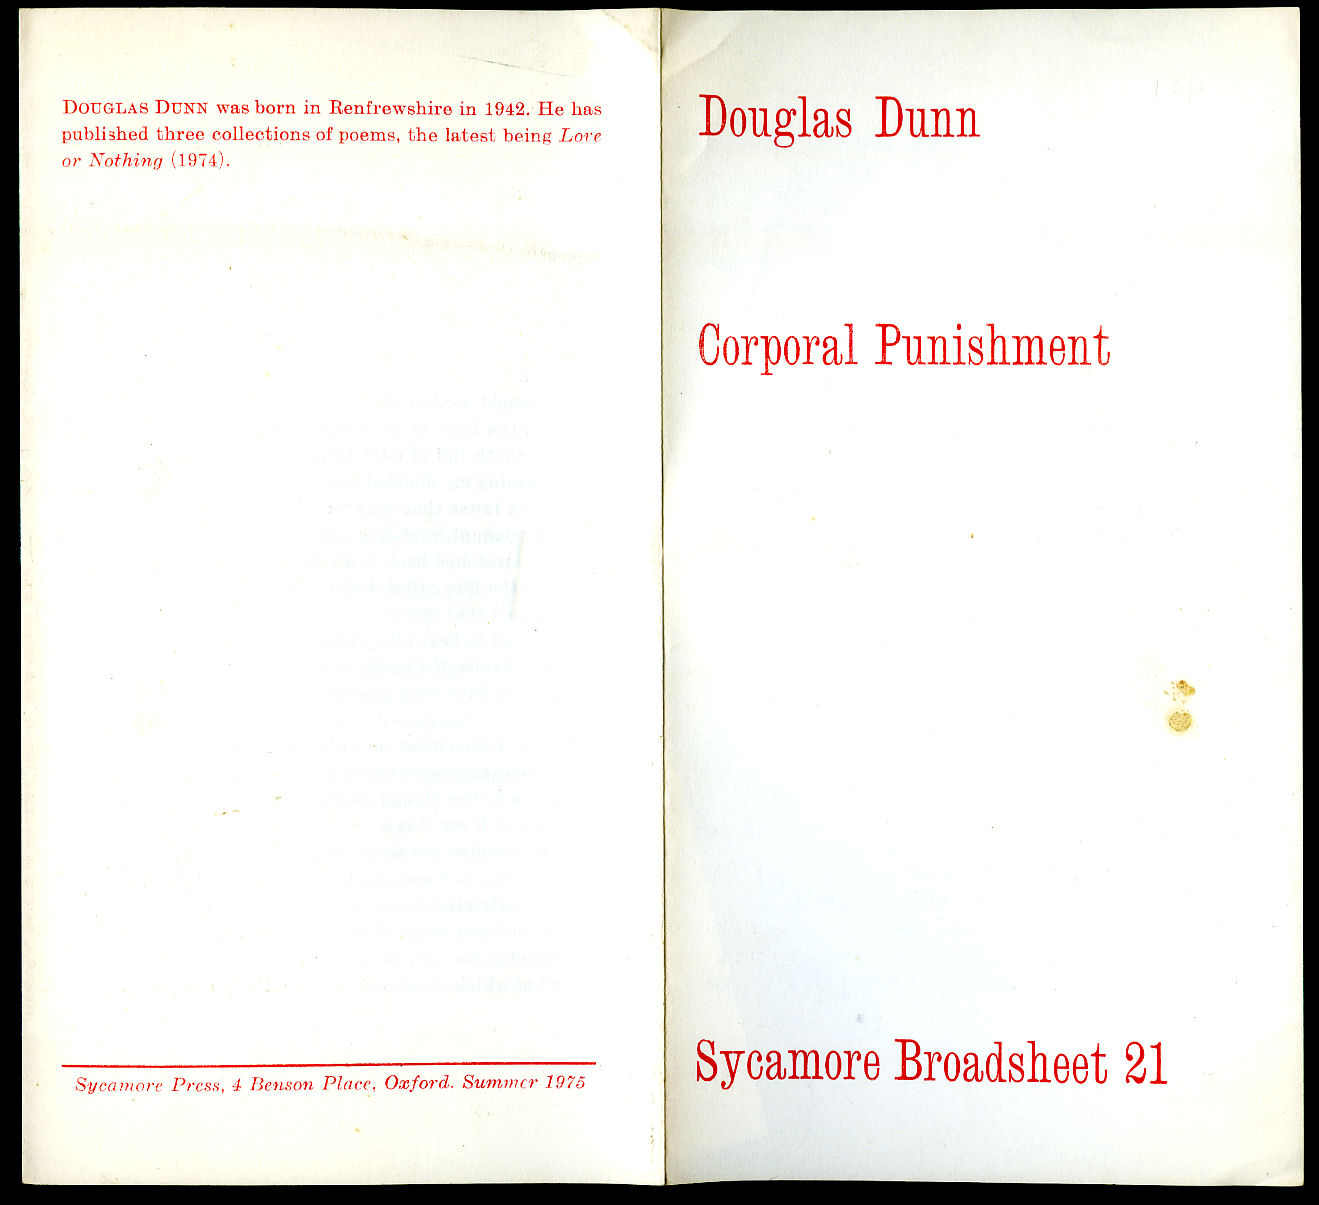 DOUGLAS DUNN was born in Renfrewshire in 1942. He has
published three collections of poems, the latest being Love
or Nothing (1974).
Sycamore Press, 4 Benson Place, Oxford. Summer 1975
Douglas Dunn
Corporal Punishment
Sycamore Broadsheet 21